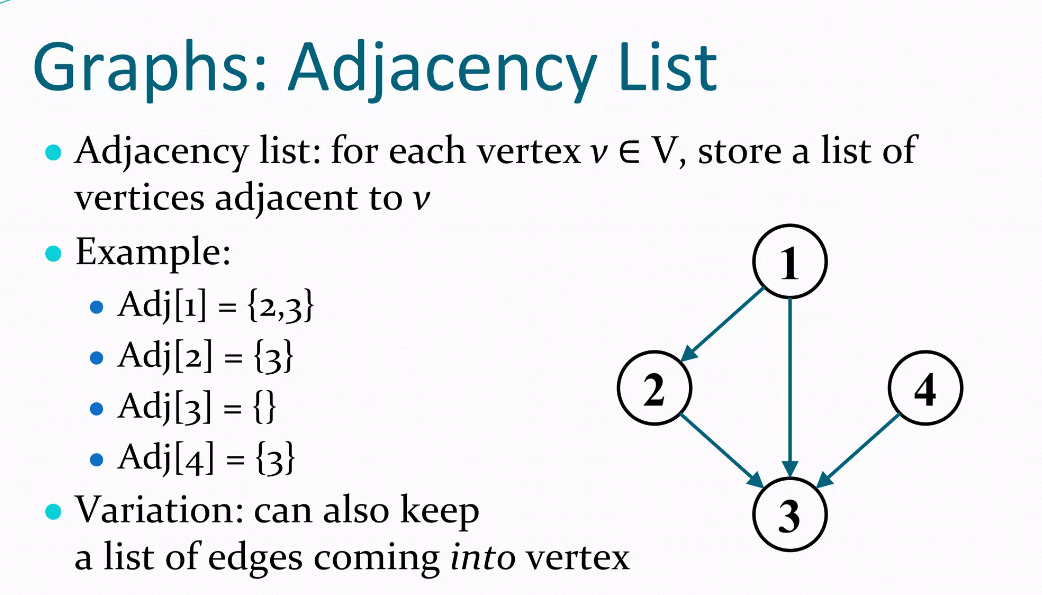 Graphs: Adjacency List
● Adjacency list: for each vertex v ∈ V, store a list of
vertices adjacent to v
● Example:
● Adj[1] = {2,3}
● Adj[2] = {3}
● Adj[3] = {}
● Adj[4] = {3}
● Variation: can also keep
a list of edges coming into vertex
1
2
4
3